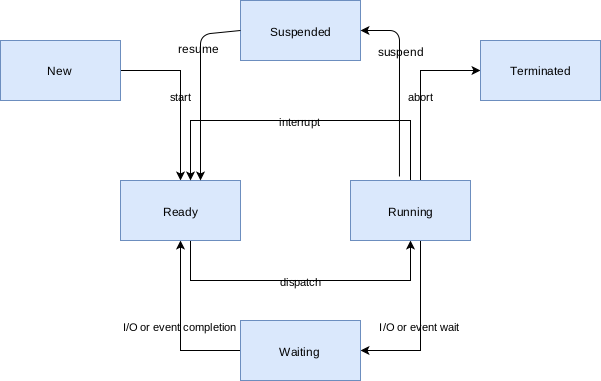 Suspended
resume
suspend
New
Terminated
start
abort
interrupt
Ready
Running
dispatch
I/O or event completion
I/O or event wait
Waiting